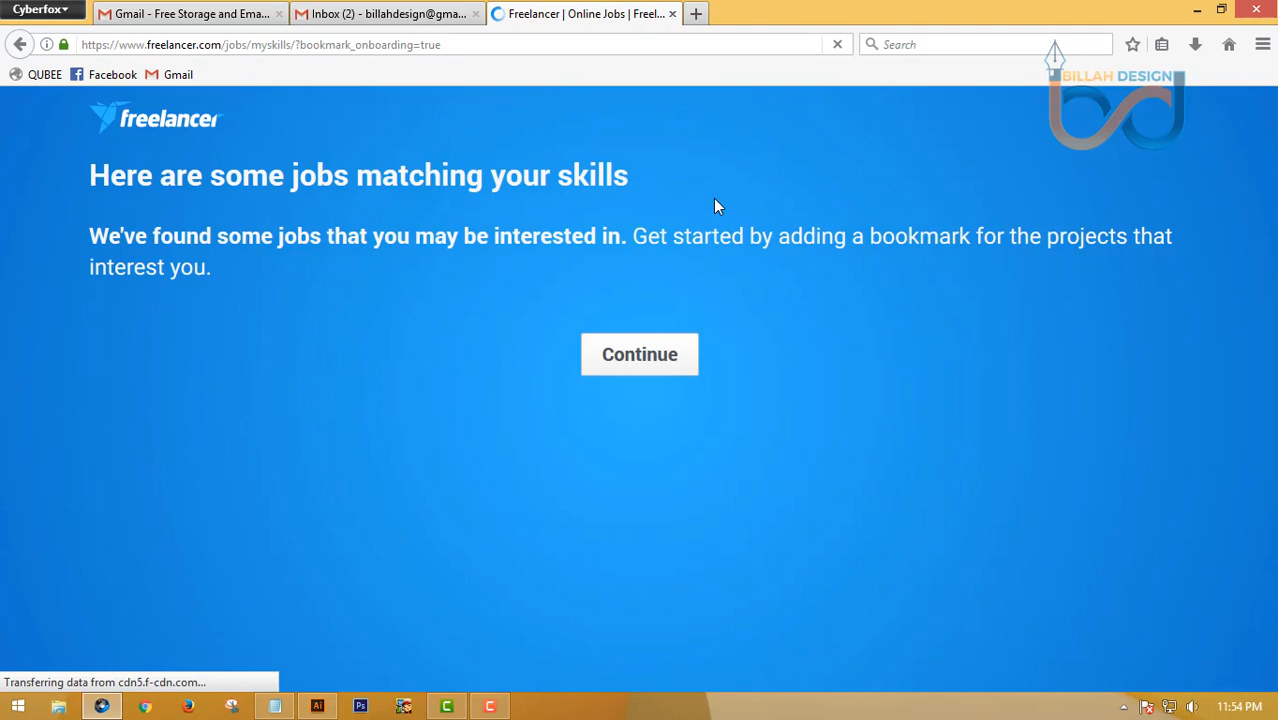 Cyberfox
Gmail - Free Storage and Ema...
Inbox (2) - billahdesign@gma...
Freelancer | Online Jobs | Freel...
https://www.freelancer.com/jobs/myskills/?bookmark_onboarding=true
Search
QUBEE
Facebook
Gmail
BILLAH DESIGN
freelancer
Here are some jobs matching your skills
We've found some jobs that you may be interested in. Get started by adding a bookmark for the projects that
interest you.
Continue
Transferring data from cdn5.f-cdn.com...
Ai
Ps
C
C
11:54 PM